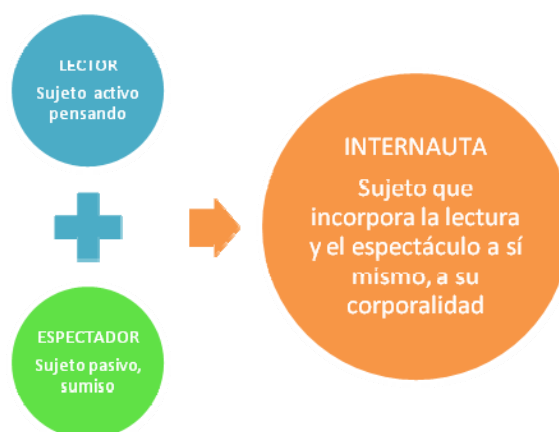 LECTOR
Sujeto activo
pensando
ESPECTADOR
Sujeto pasivo,
sumiso
INTERNAUTA
Sujeto que
incorpora la lectura
y el espectáculo a sí
mismo, a su
corporalidad